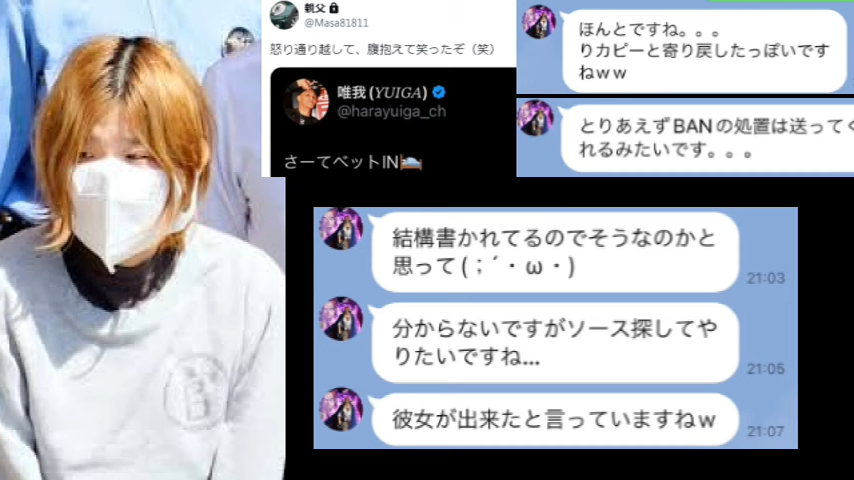 親父
@Masa81811
怒り通り越して、腹抱えて笑ったぞ（笑）
唯我 (YUIGA)
@harayuiga_ch
さーてベットIN
ほんとですね。。。
りカピーと寄り戻したっぽいです
ねｗｗ
とりあえずBANの処置は送ってく
れるみたいです。。。
結構書かれてるのでそうなのかと
思って(；´・ω・)
21:03
分からないですがソース探してや
りたいですね...
21:05
彼女が出来たと言っていますねｗ
21:07